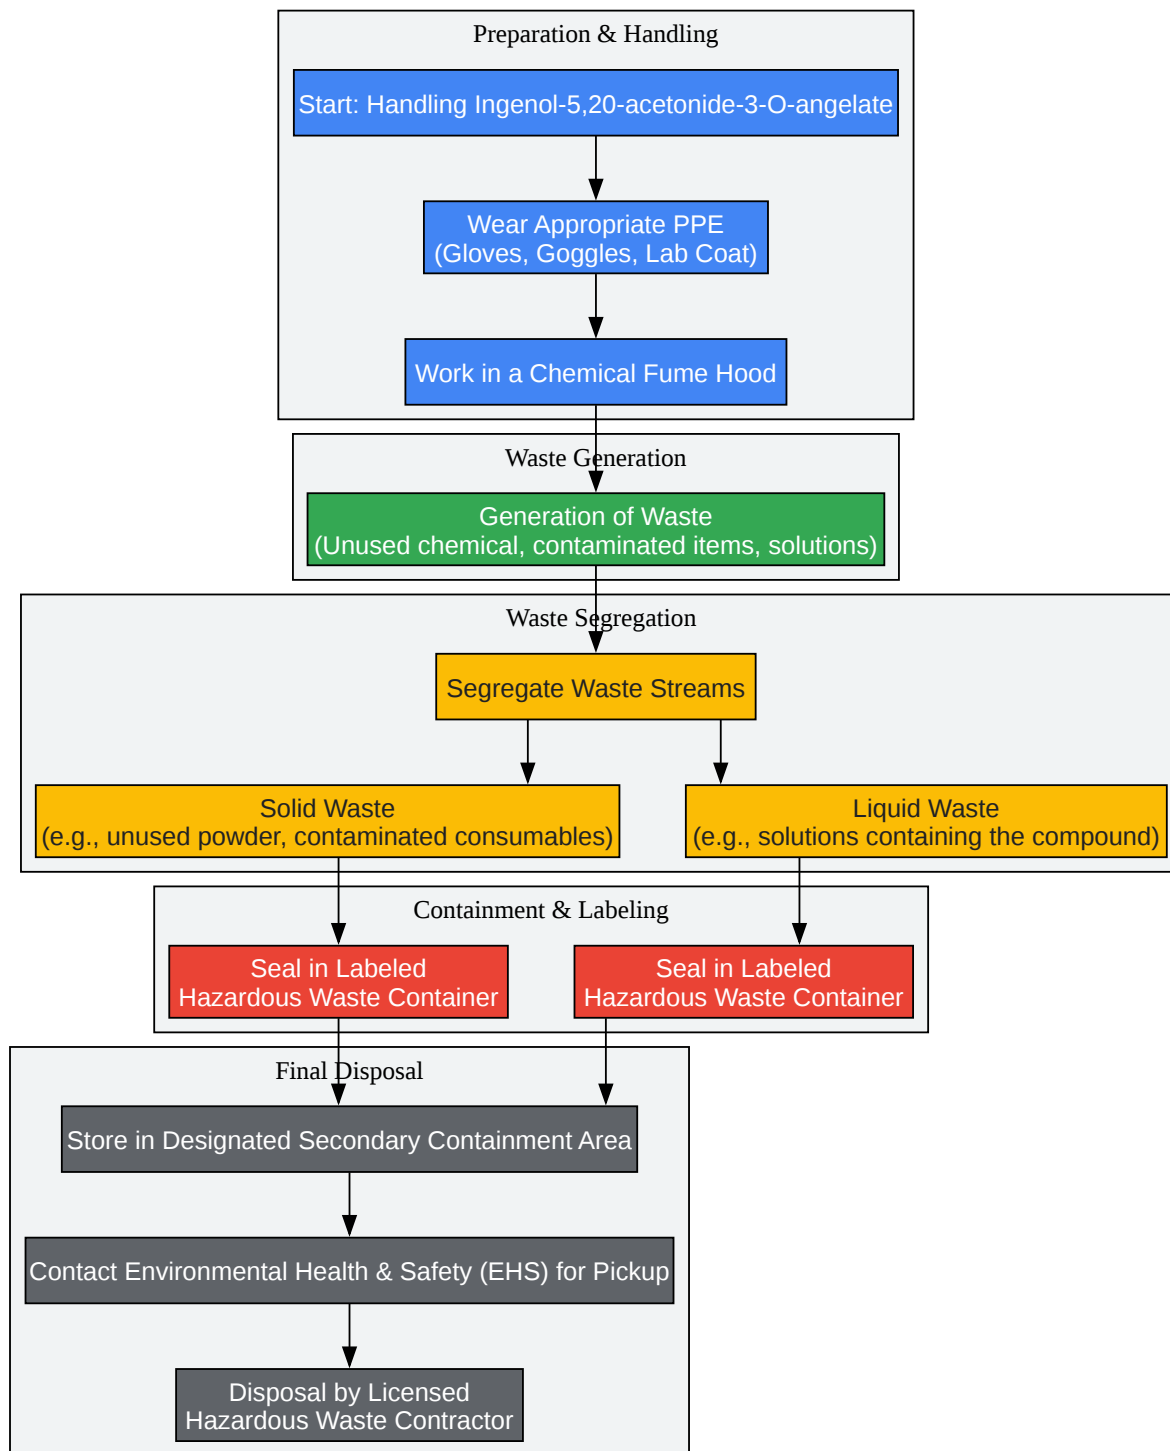 Preparation & Handling
Start: Handling Ingenol-5,20-acetonide-3-O-angelate
Wear Appropriate PPE
(Gloves, Goggles, Lab Coat)
Work in a Chemical Fume Hood
Waste Generation
Generation of Waste
(Unused chemical, contaminated items, solutions)
Waste Segregation
Segregate Waste Streams
Solid Waste
(e.g., unused powder, contaminated consumables)
Liquid Waste
(e.g., solutions containing the compound)
Containment & Labeling
Seal in Labeled
Hazardous Waste Container
Seal in Labeled
Hazardous Waste Container
Final Disposal
Store in Designated Secondary Containment Area
Contact Environmental Health & Safety (EHS) for Pickup
Disposal by Licensed
Hazardous Waste Contractor